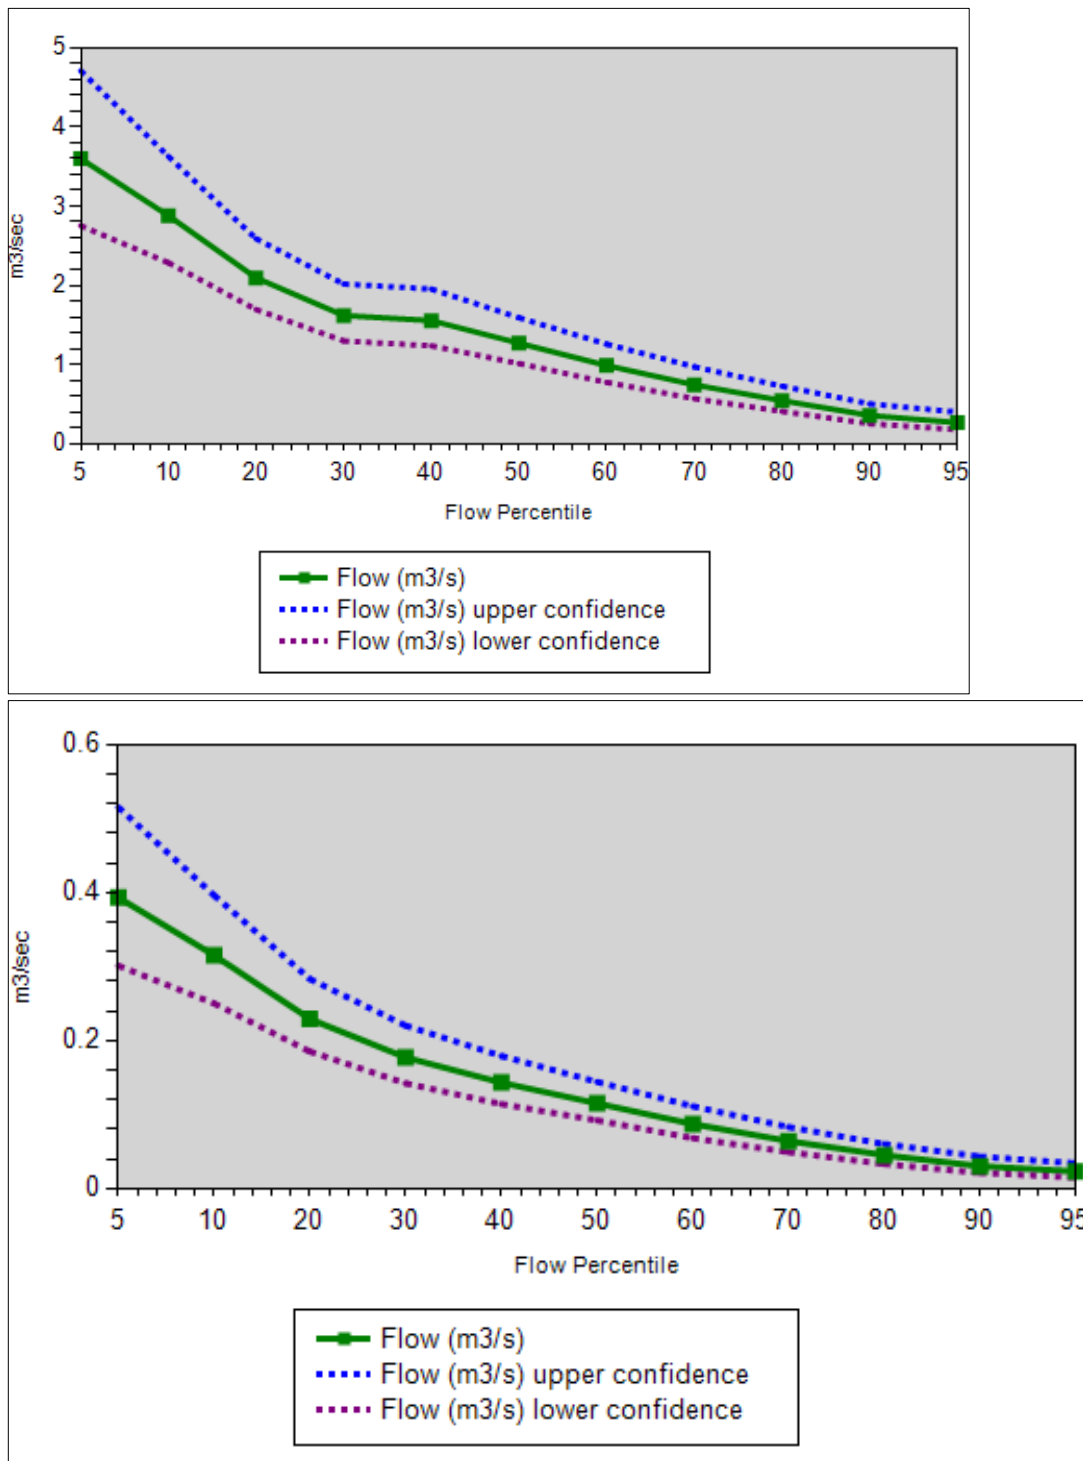 5
4
3
2
1
0
m3/sec
5 10 20 30 40 50 60 70 80 90 95
Flow Percentile
Flow (m3/s)
Flow (m3/s) upper confidence
Flow (m3/s) lower confidence
0.6
0.4
0.2
0
m3/sec
5 10 20 30 40 50 60 70 80 90 95
Flow Percentile
Flow (m3/s)
Flow (m3/s) upper confidence
Flow (m3/s) lower confidence